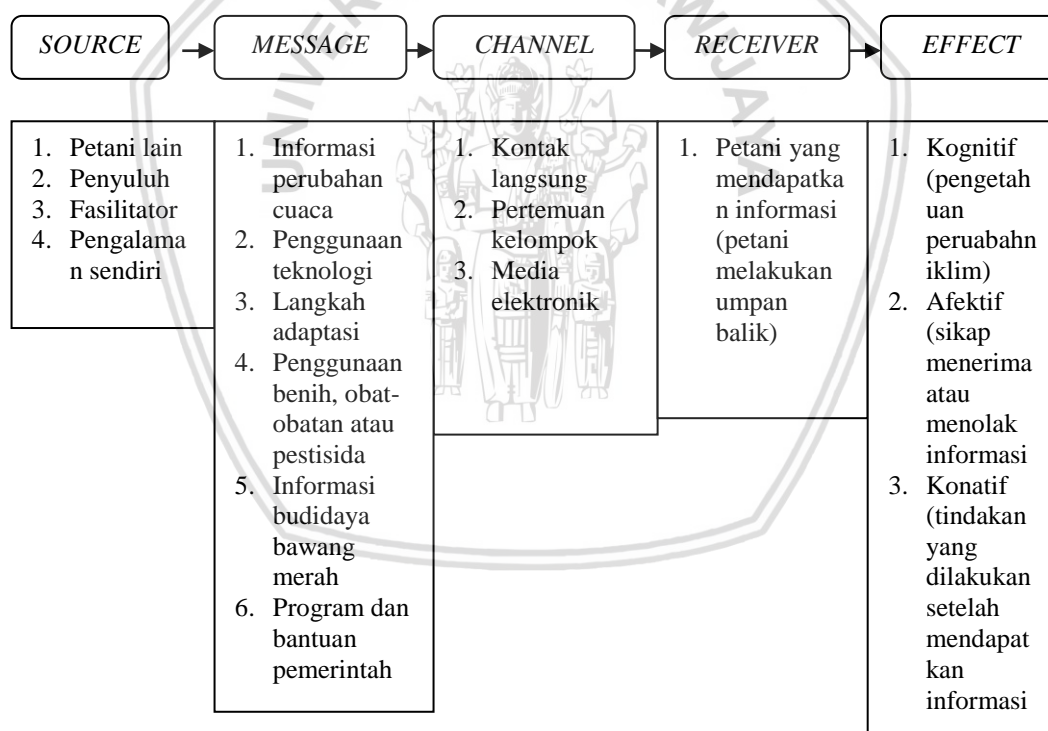 SOURCE
MESSAGE
CHANNEL
RECEIVER
EFFECT
1. Petani lain
2. Penyuluh
3. Fasilitator
4. Pengalama
n sendiri
1. Informasi
perubahan
cuaca
2. Penggunaan
teknologi
3. Langkah
adaptasi
4. Penggunaan
benih, obat-
obatan atau
pestisida
5. Informasi
budidaya
bawang
merah
6. Program dan
bantuan
pemerintah
1. Kontak
langsung
2. Pertemuan
kelompok
3. Media
elektronik
1. Petani yang
mendapatka
n informasi
(petani
melakukan
umpan
balik)
1. Kognitif
(pengetah
uan
peruabahn
iklim)
2. Afektif
(sikap
menerima
atau
menolak
informasi
3. Konatif
(tindakan
yang
dilakukan
setelah
mendapat
kan
informasi